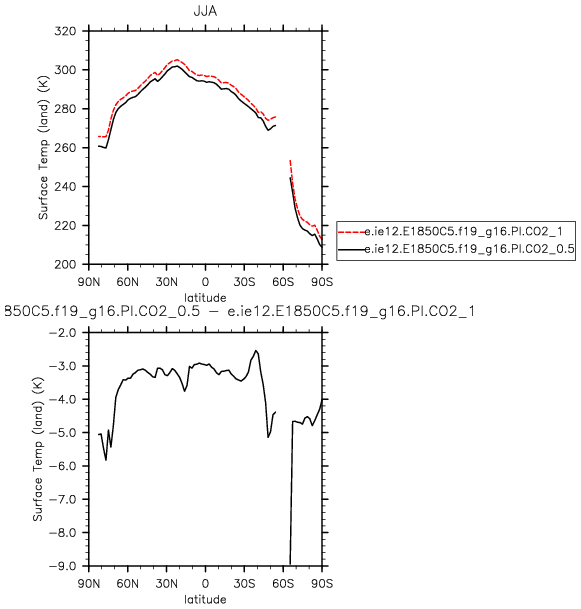 JJA
320
300
280
260
240
220
200
Surface Temp (land) (K)
90N 60N 30N 0 30S 60S 90S
latitude
e.ie12.E1850C5.f19_g16.PI.CO2_1
e.ie12.E1850C5.f19_g16.PI.CO2_0.5
850C5.f19_g16.PI.CO2_0.5 - e.ie12.E1850C5.f19_g16.PI.CO2_1
-2.0
-3.0
-4.0
-5.0
-6.0
-7.0
-8.0
-9.0
Surface Temp (land) (K)
90N 60N 30N 0 30S 60S 90S
latitude